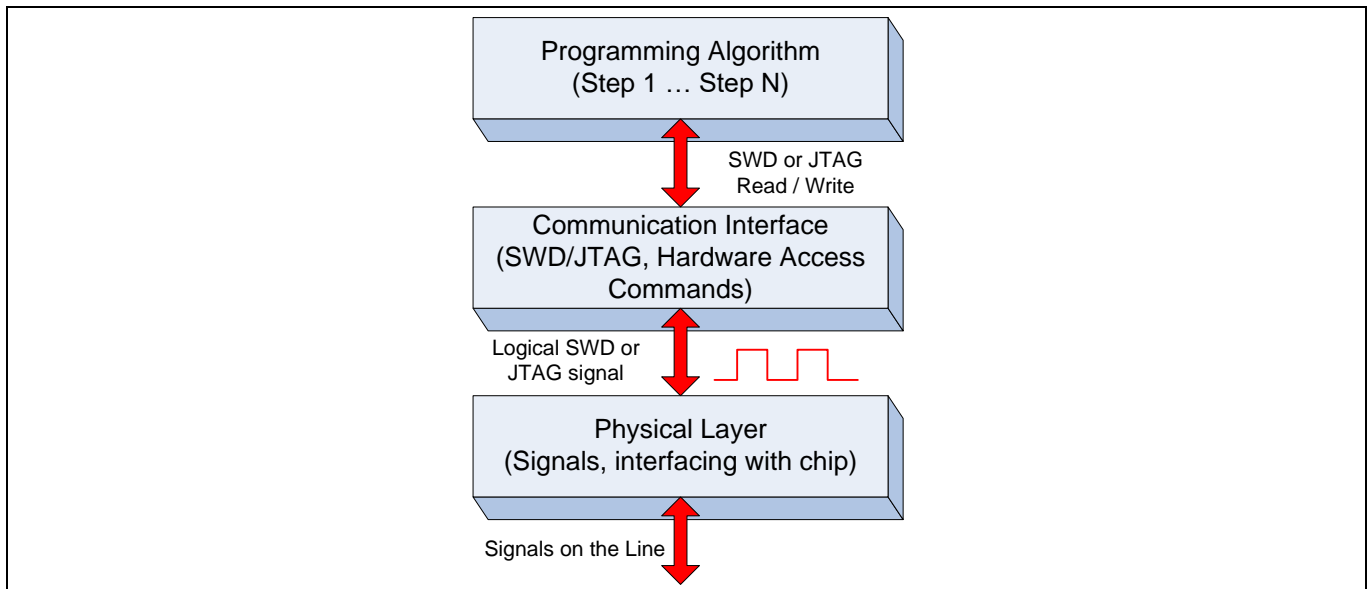 Programming Algorithm
(Step 1 … Step N)
SWD or JTAG
Read / Write
Communication Interface
(SWD/JTAG, Hardware Access
Commands)
Logical SWD or
JTAG signal
Physical Layer
(Signals, interfacing with chip)
Signals on the Line